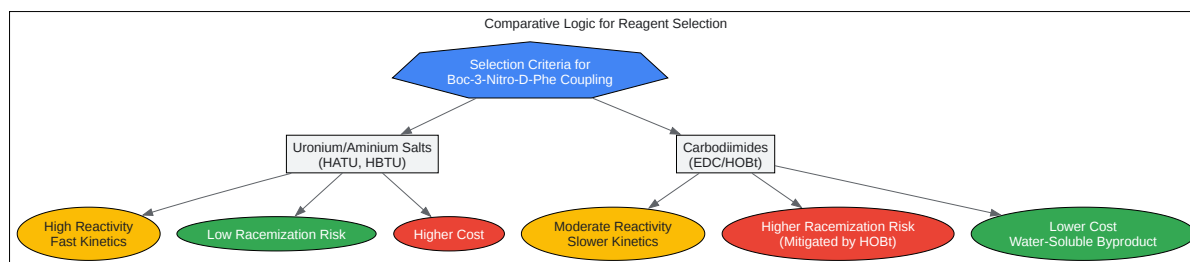 Comparative Logic for Reagent Selection
Selection Criteria for
Boc-3-Nitro-D-Phe Coupling
Uronium/Aminium Salts
(HATU, HBTU)
Carbodiimides
(EDC/HOBt)
High Reactivity
Fast Kinetics
Low Racemization Risk
Higher Cost
Moderate Reactivity
Slower Kinetics
Higher Racemization Risk
(Mitigated by HOBt)
Lower Cost
Water-Soluble Byproduct